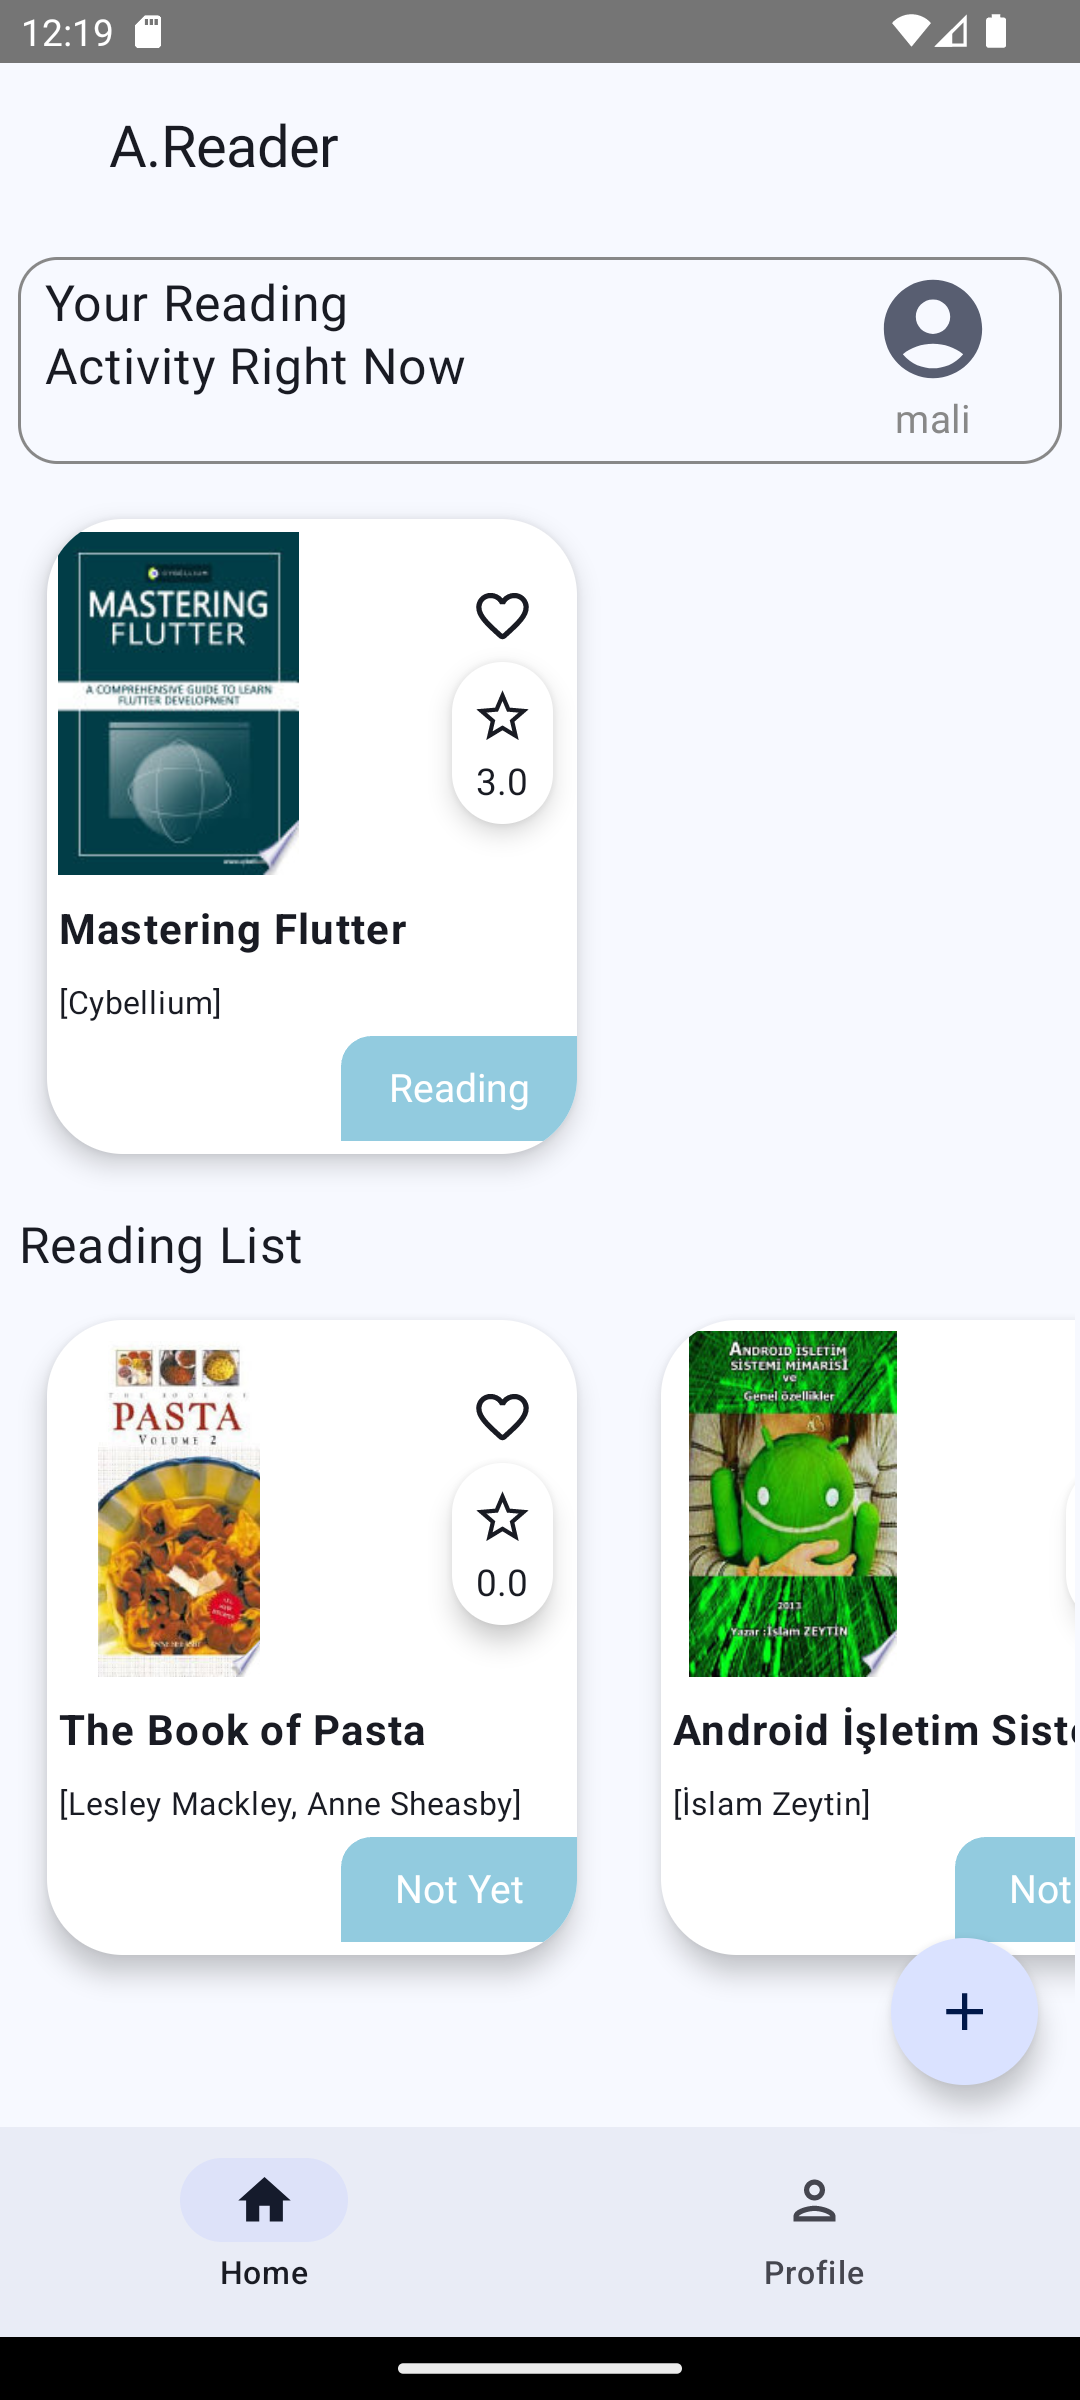 12:19
A.Reader
Your Reading
Activity Right Now
mali
MASTERING
FLUTTER
A COMPREHENSIVE GUIDE TO LEARN
FLUTTER DEVELOPMENT
3.0
Mastering Flutter
[Cybellium]
Reading
Reading List
THE BOOK OF
PASTA
VOLUME 2
0.0
The Book of Pasta
[Lesley Mackley, Anne Sheasby]
Not Yet
ANDROID İŞLETİM
SİSTEMİ MİMARİSİ
ve
Genel özellikler
2013
Yazar :İslam ZEYTİN
Android İşletim Siste
[İslam Zeytin]
Not
Home
Profile